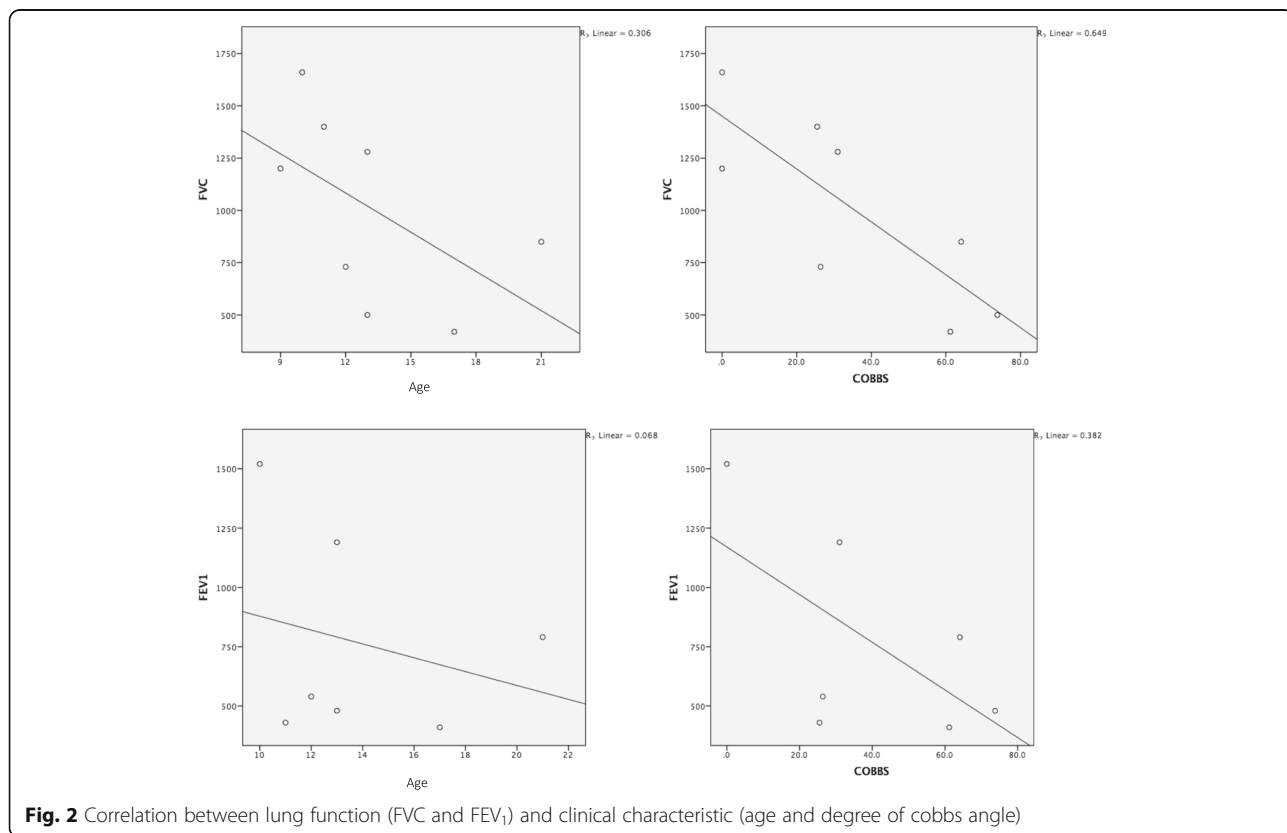 R, Linear = 0.306
1750
1500
1250
1000
750
500
FVC
9 12 15 18 21
Age
R, Linear = 0.649
1750
1500
1250
1000
750
500
FVC
.0 20.0 40.0 60.0 80.0
COBBS
R, Linear = 0.068
1500
1250
1000
750
500
FEV1
10 12 14 16 18 20 22
Age
R, Linear = 0.382
1500
1250
1000
750
500
FEV1
.0 20.0 40.0 60.0 80.0
COBBS
Fig. 2 Correlation between lung function (FVC and FEV₁) and clinical characteristic (age and degree of cobbs angle)